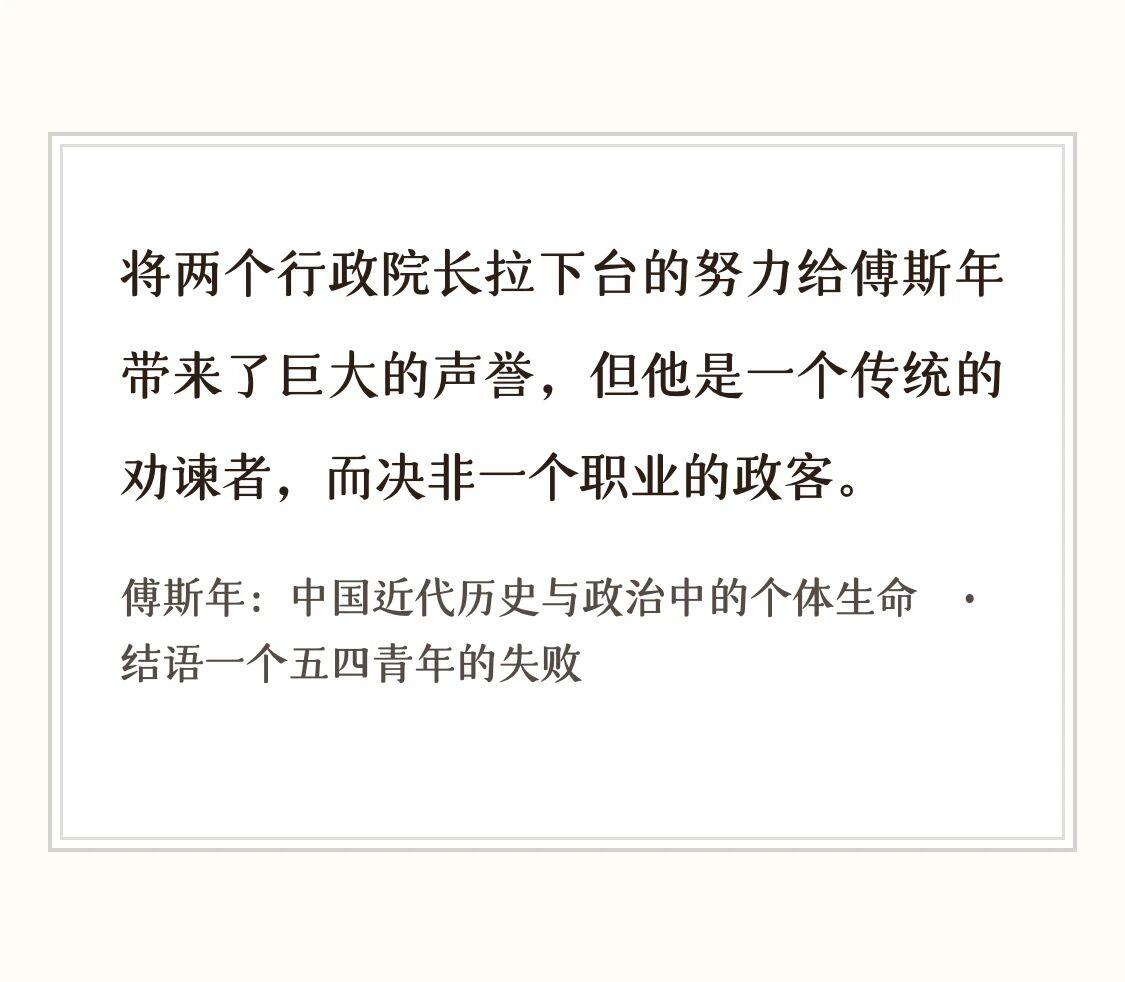 将两个行政院长拉下台的努力给傅斯年
带来了巨大的声誉，但他是一个传统的
劝谏者，而决非一个职业的政客。
傅斯年：中国近代历史与政治中的个体生命 ·
结语一个五四青年的失败